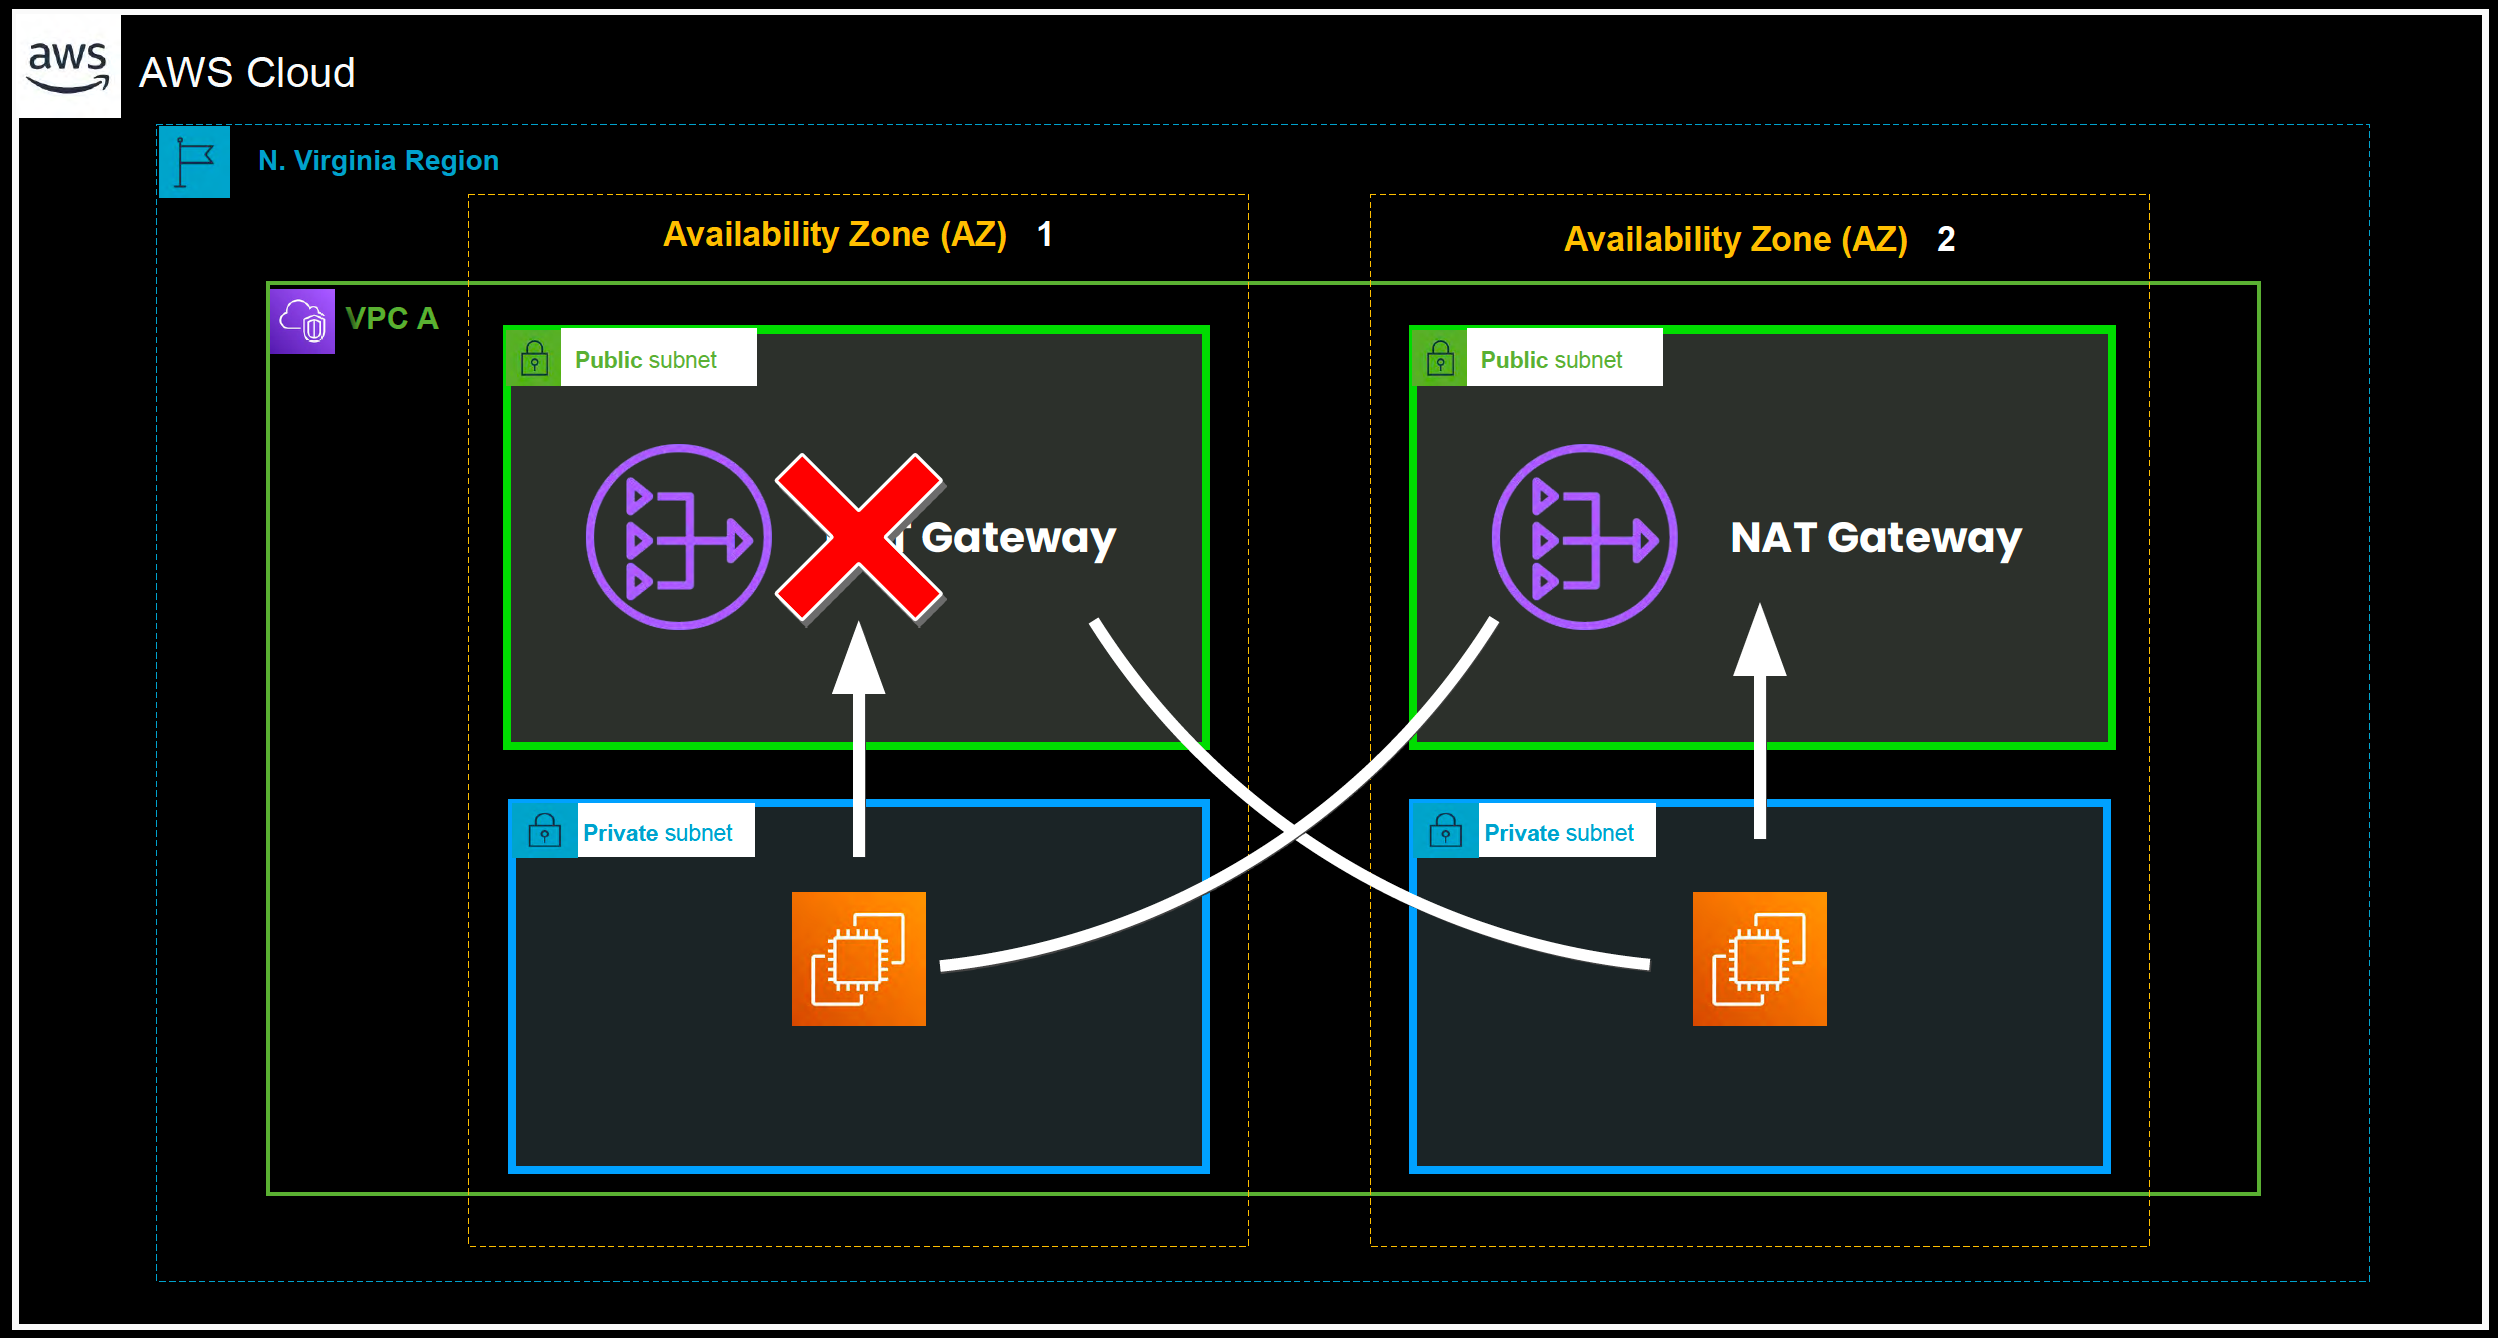 aws
AWS Cloud
N. Virginia Region
Availability Zone (AZ) 1
Availability Zone (AZ) 2
VPC A
Public subnet
Public subnet
T Gateway
NAT Gateway
Private subnet
Private subnet